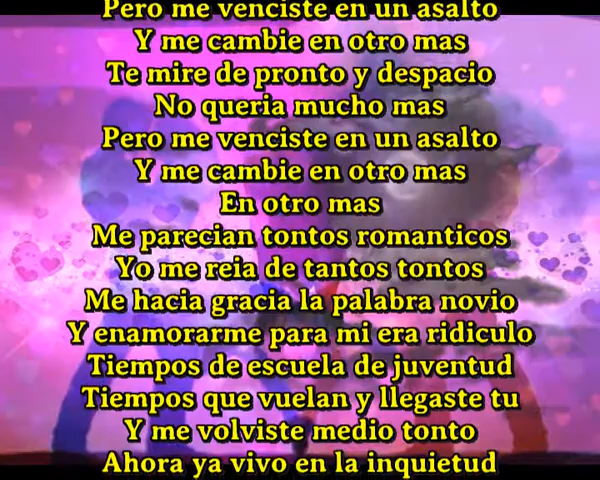 Pero me venciste en un asalto
Y me cambie en otro mas
Te mire de pronto y despacio
No queria mucho mas
Pero me venciste en un asalto
Y me cambie en otro mas
En otro mas
Me parecian tontos romanticos
Yo me reia de tantos tontos
Me hacia gracia la palabra novio
Y enamorarme para mi era ridiculo
Tiempos de escuela de juventud
Tiempos que vuelan y llegaste tu
Y me volviste medio tonto
Ahora ya vivo en la inquietud